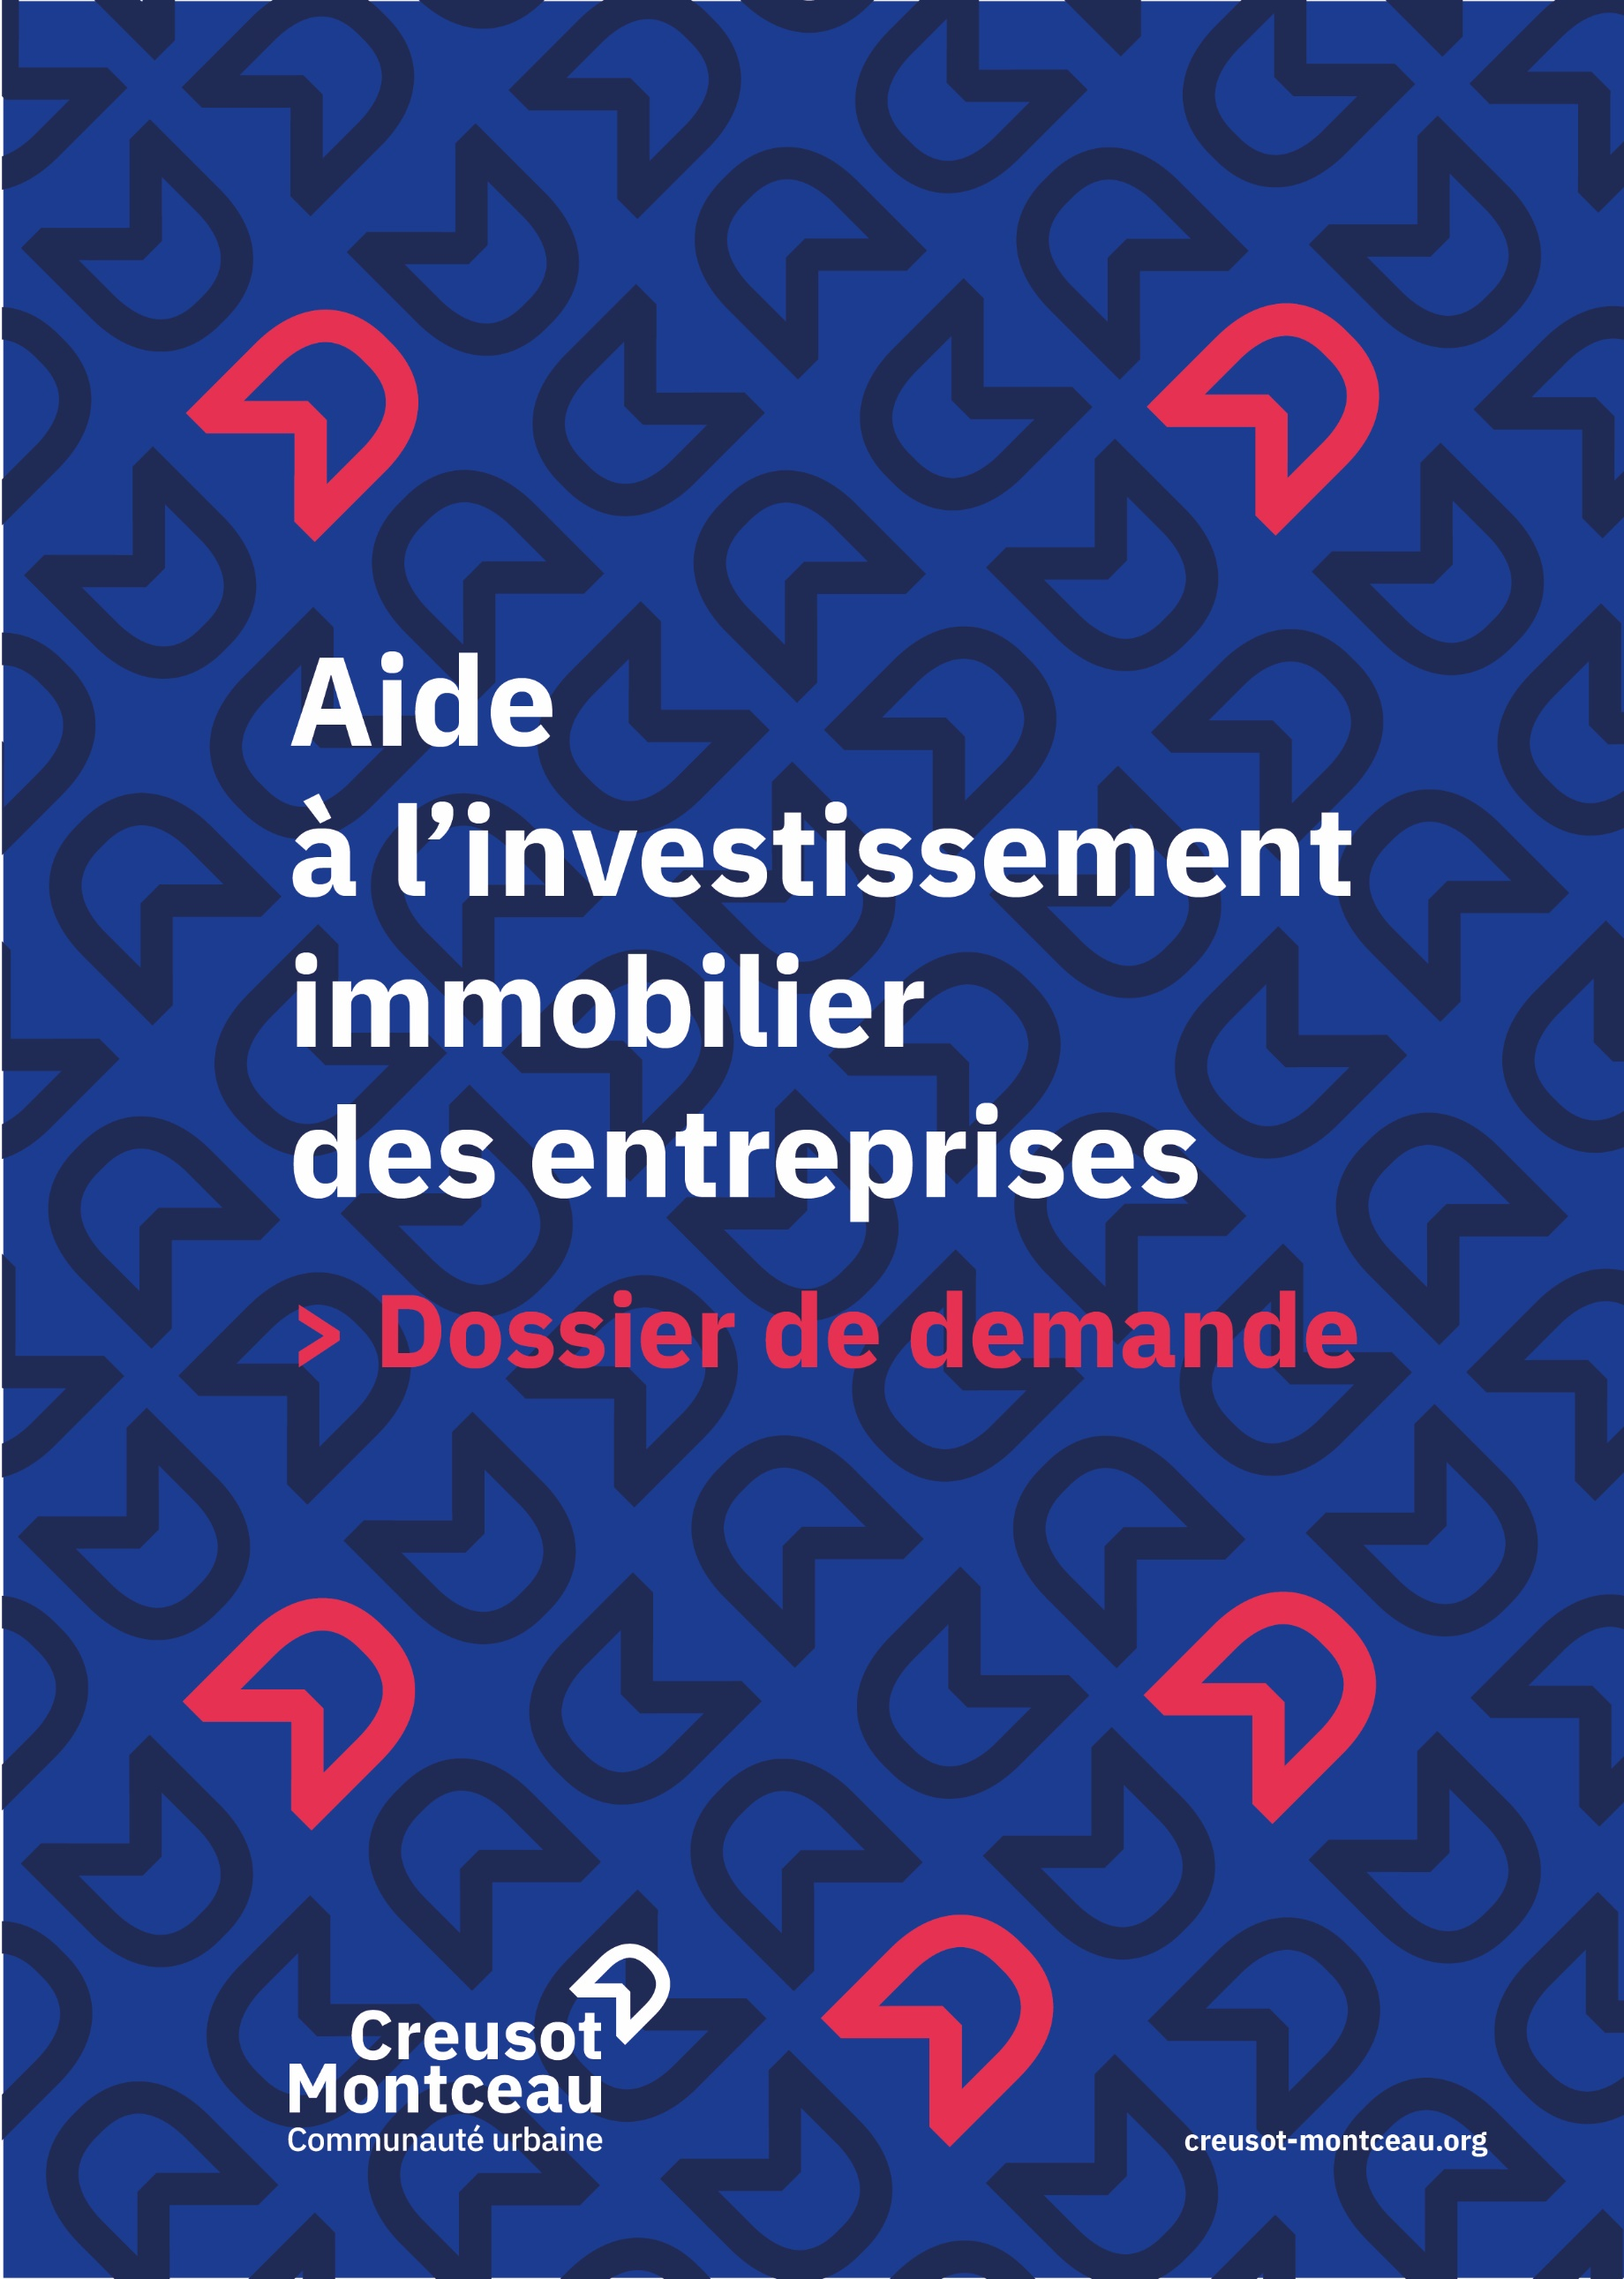 Aide
à l’investissement
immobilier
des entreprises
> Dossier de demande
Creusot
Montceau
Communauté urbaine
creusot-montceau.org